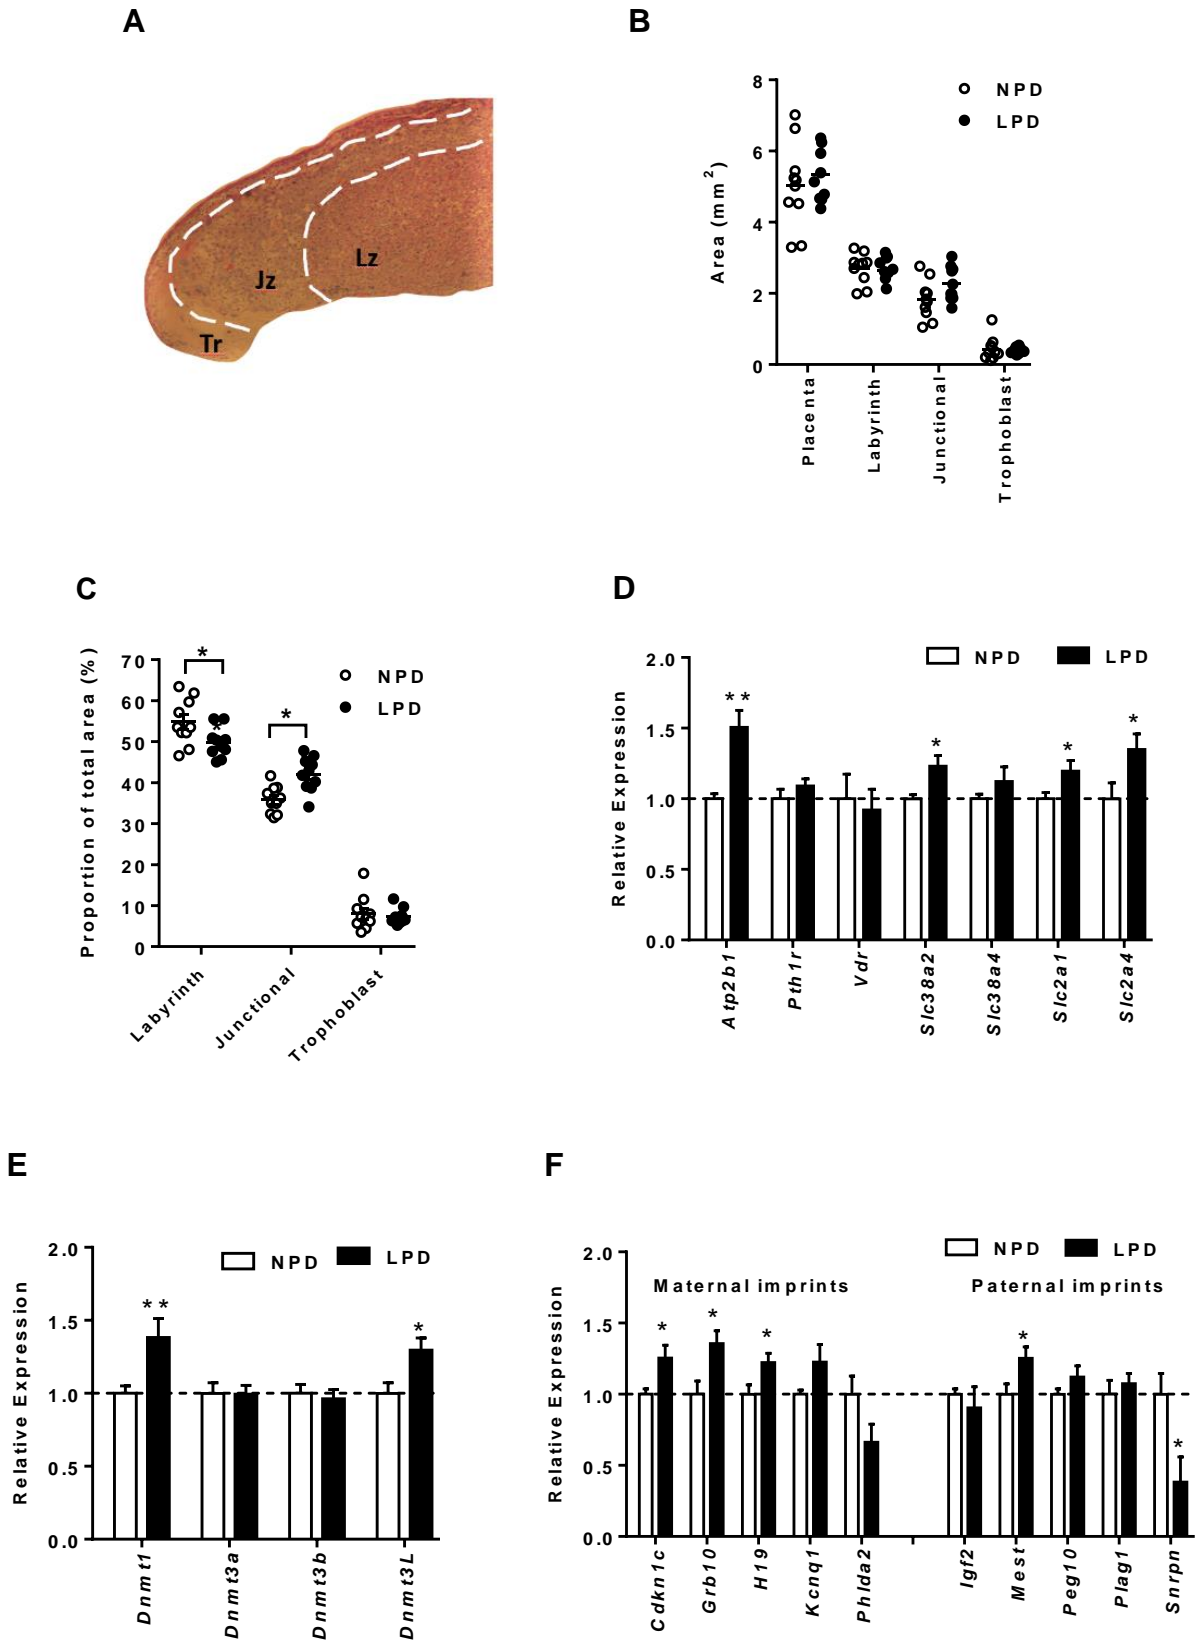 A
Jz
Lz
Tr
B
Area (mm2)
8
6
4
2
0
NPD
LPD
Placenta
Labyrinth
Junctional
Trophoblast
C
Proportion of total area (%)
70
60
50
40
30
20
10
0
*
*
*
NPD
LPD
Labyrinth
Junctional
Trophoblast
D
Relative Expression
2.0
1.5
1.0
0.5
0.0
NPD
LPD
**
*
*
*
Atp2b1
Pth1r
Vdr
Slc38a2
Slc38a4
Slc2a1
Slc2a4
E
Relative Expression
2.0
1.5
1.0
0.5
0.0
NPD
LPD
**
*
Dnmt1
Dnmt3a
Dnmt3b
Dnmt3L
F
Relative Expression
2.0
1.5
1.0
0.5
0.0
NPD
LPD
Maternal imprints
Paternal imprints
*
*
*
*
*
Cdkn1c
Grb10
H19
Kcnq1
Phlda2
Igf2
Mest
Peg10
Plag1
Snrpn